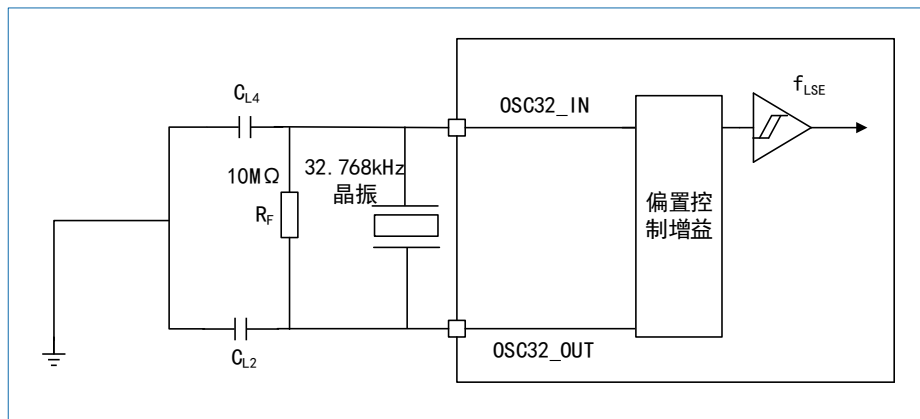 f_LSE
C_L4
OSC32_IN
32.768kHz
晶振
10MΩ
R_F
偏置控
制增益
C_L2
OSC32_OUT